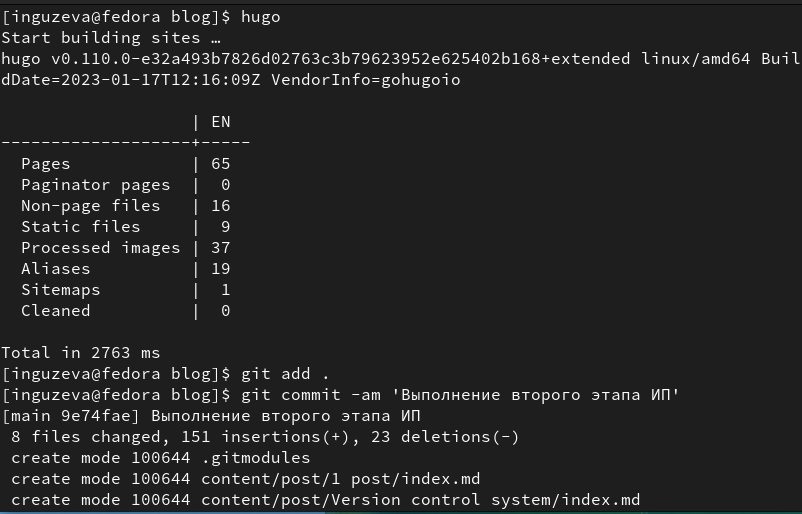 [inguzeva@fedora blog]$ hugo
Start building sites …
hugo v0.110.0-e32a493b7826d02763c3b79623952e625402b168+extended linux/amd64 Buil
dDate=2023-01-17T12:16:09Z VendorInfo=gohugoio
                   | EN
-------------------+-----
  Pages            | 65
  Paginator pages  |  0
  Non-page files   | 16
  Static files     |  9
  Processed images | 37
  Aliases          | 19
  Sitemaps         |  1
  Cleaned          |  0
Total in 2763 ms
[inguzeva@fedora blog]$ git add .
[inguzeva@fedora blog]$ git commit -am 'Выполнение второго этапа ИП'
[main 9e74fae] Выполнение второго этапа ИП
 8 files changed, 151 insertions(+), 23 deletions(-)
 create mode 100644 .gitmodules
 create mode 100644 content/post/1 post/index.md
 create mode 100644 content/post/Version control system/index.md